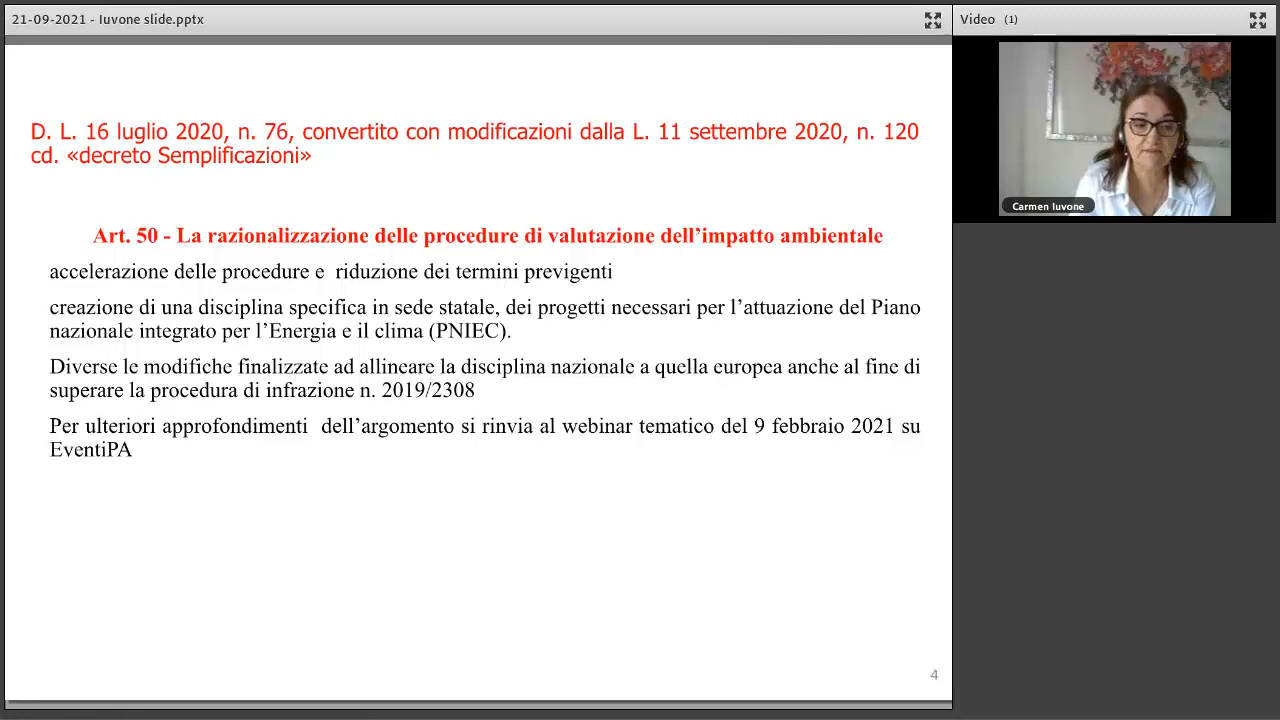 21-09-2021 - Iuvone slide.pptx
Video (1)
D. L. 16 luglio 2020, n. 76, convertito con modificazioni dalla L. 11 settembre 2020, n. 120
cd. «decreto Semplificazioni»
Carmen Iuvone
Art. 50 - La razionalizzazione delle procedure di valutazione dell’impatto ambientale
accelerazione delle procedure e riduzione dei termini previgenti
creazione di una disciplina specifica in sede statale, dei progetti necessari per l’attuazione del Piano
nazionale integrato per l’Energia e il clima (PNIEC).
Diverse le modifiche finalizzate ad allineare la disciplina nazionale a quella europea anche al fine di
superare la procedura di infrazione n. 2019/2308
Per ulteriori approfondimenti dell’argomento si rinvia al webinar tematico del 9 febbraio 2021 su
EventiPA
4